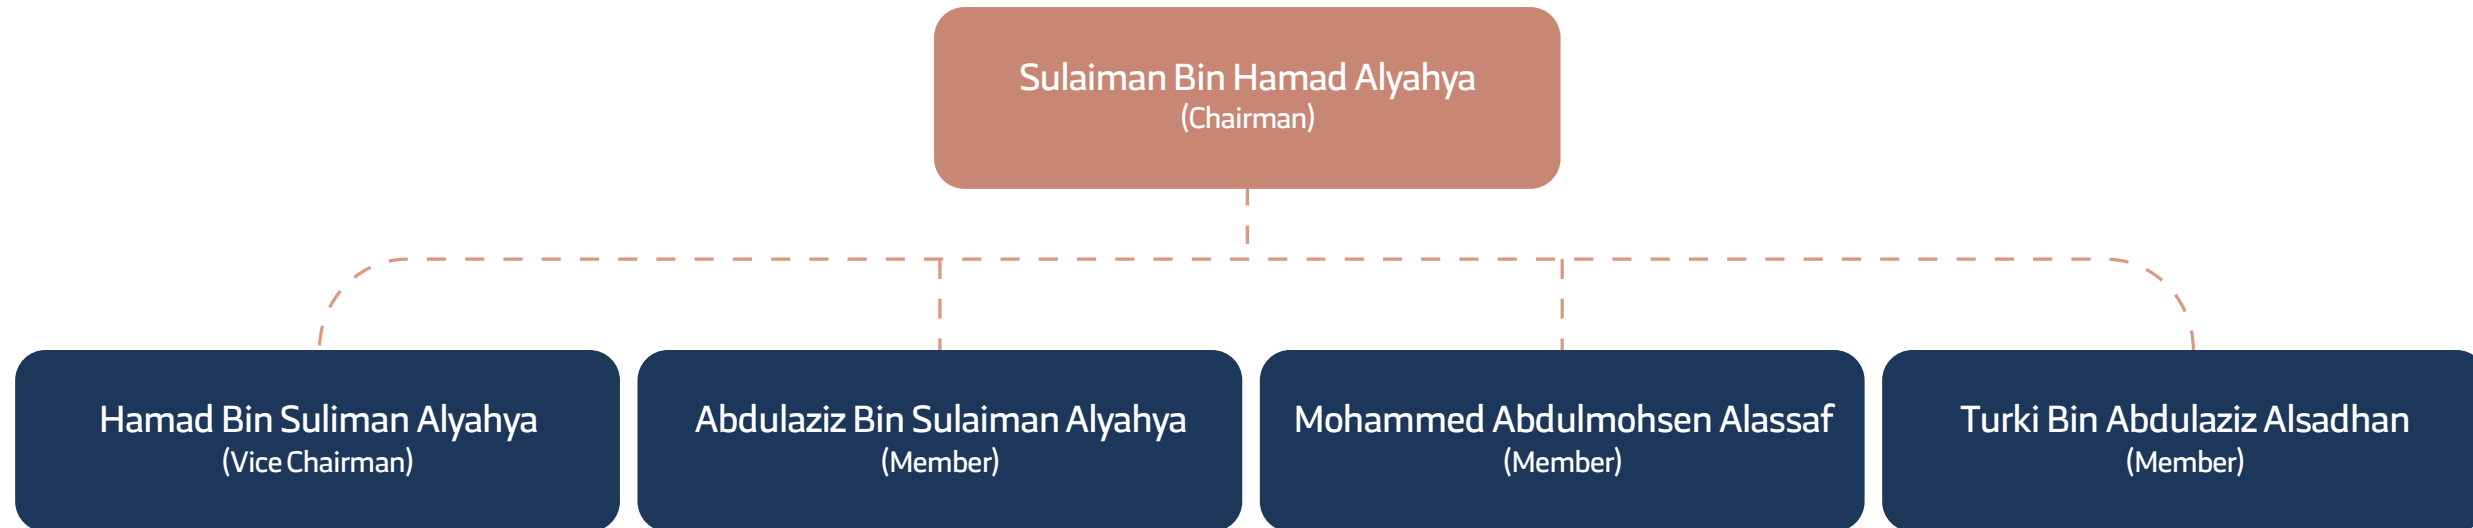 Sulaiman Bin Hamad Alyahya
(Chairman)
Hamad Bin Suliman Alyahya
(Vice Chairman)
Abdulaziz Bin Sulaiman Alyahya
(Member)
Mohammed Abdulmohsen Alassaf
(Member)
Turki Bin Abdulaziz Alsadhan
(Member)